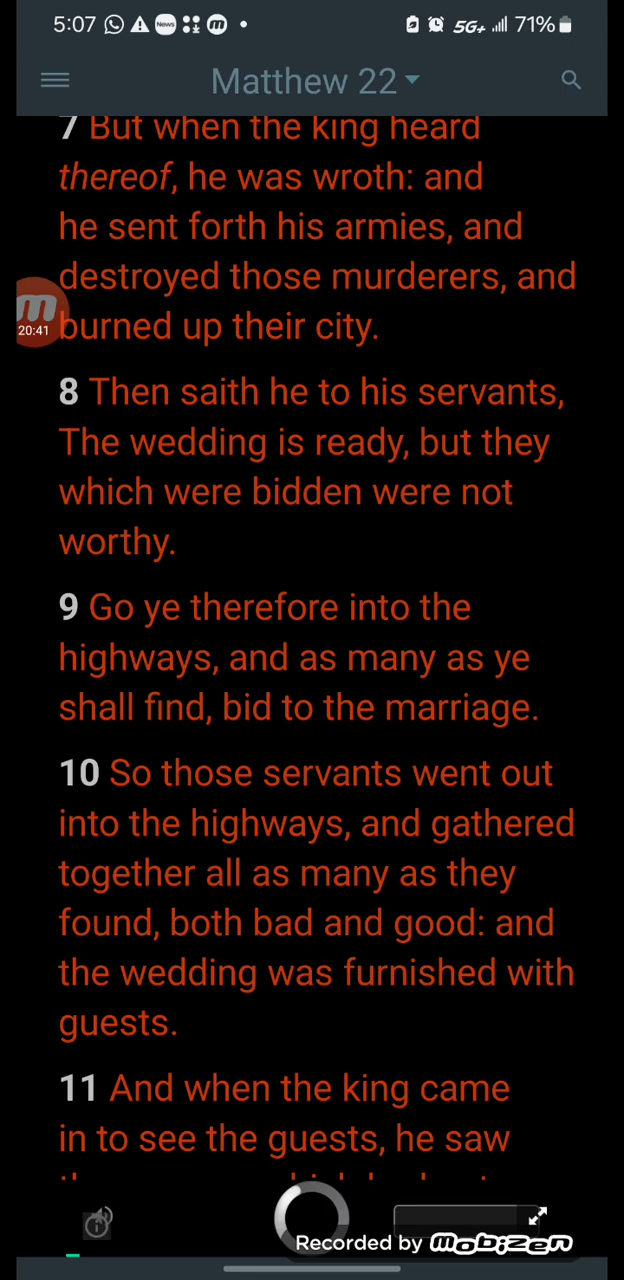 5:07 News m 5G+ 71%
Matthew 22
7 But when the king heard
thereof, he was wroth: and
he sent forth his armies, and
destroyed those murderers, and
20:41 burned up their city.
8 Then saith he to his servants,
The wedding is ready, but they
which were bidden were not
worthy.
9 Go ye therefore into the
highways, and as many as ye
shall find, bid to the marriage.
10 So those servants went out
into the highways, and gathered
together all as many as they
found, both bad and good: and
the wedding was furnished with
guests.
11 And when the king came
in to see the guests, he saw
Recorded by mobizen